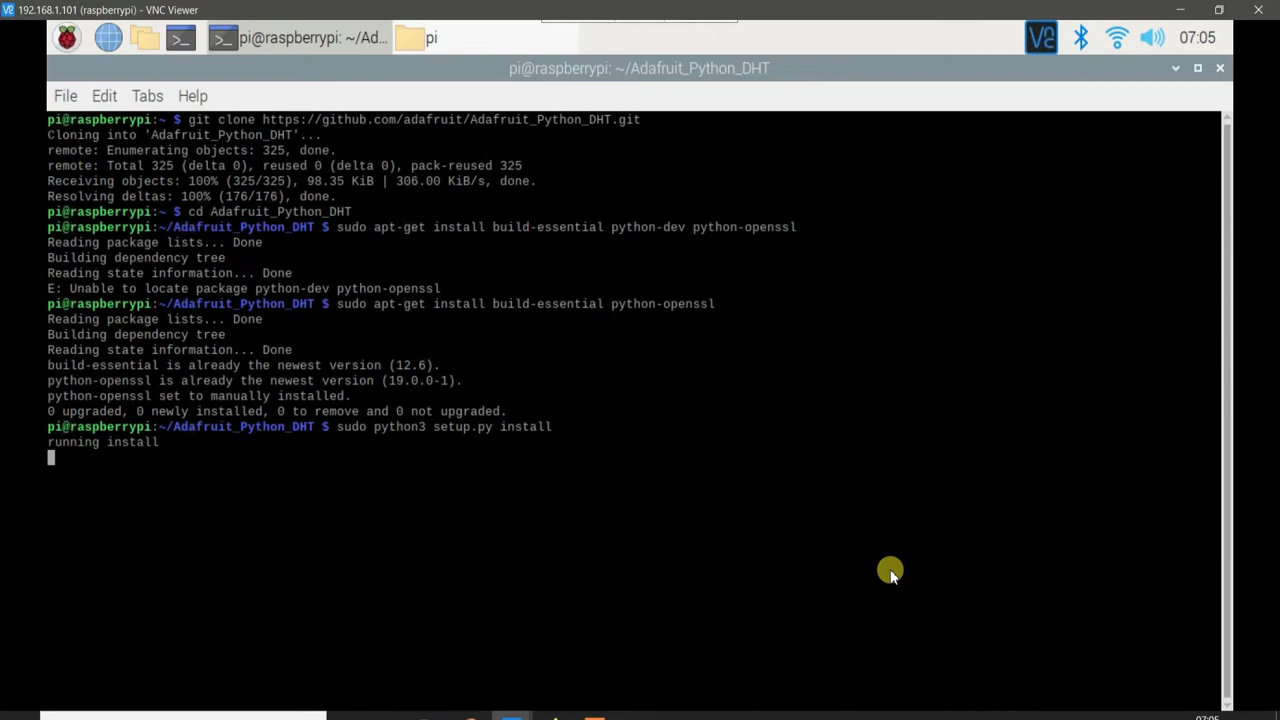 192.168.1.101 (raspberrypi) - VNC Viewer
pi@raspberrypi: ~/Ad...
pi
07:05
pi@raspberrypi: ~/Adafruit_Python_DHT
File Edit Tabs Help
pi@raspberrypi:~ $ git clone https://github.com/adafruit/Adafruit_Python_DHT.git
Cloning into 'Adafruit_Python_DHT'...
remote: Enumerating objects: 325, done.
remote: Total 325 (delta 0), reused 0 (delta 0), pack-reused 325
Receiving objects: 100% (325/325), 98.35 KiB | 306.00 KiB/s, done.
Resolving deltas: 100% (176/176), done.
pi@raspberrypi:~ $ cd Adafruit_Python_DHT
pi@raspberrypi:~/Adafruit_Python_DHT $ sudo apt-get install build-essential python-dev python-openssl
Reading package lists... Done
Building dependency tree
Reading state information... Done
E: Unable to locate package python-dev python-openssl
pi@raspberrypi:~/Adafruit_Python_DHT $ sudo apt-get install build-essential python-openssl
Reading package lists... Done
Building dependency tree
Reading state information... Done
build-essential is already the newest version (12.6).
python-openssl is already the newest version (19.0.0-1).
python-openssl set to manually installed.
0 upgraded, 0 newly installed, 0 to remove and 0 not upgraded.
pi@raspberrypi:~/Adafruit_Python_DHT $ sudo python3 setup.py install
running install
07:05